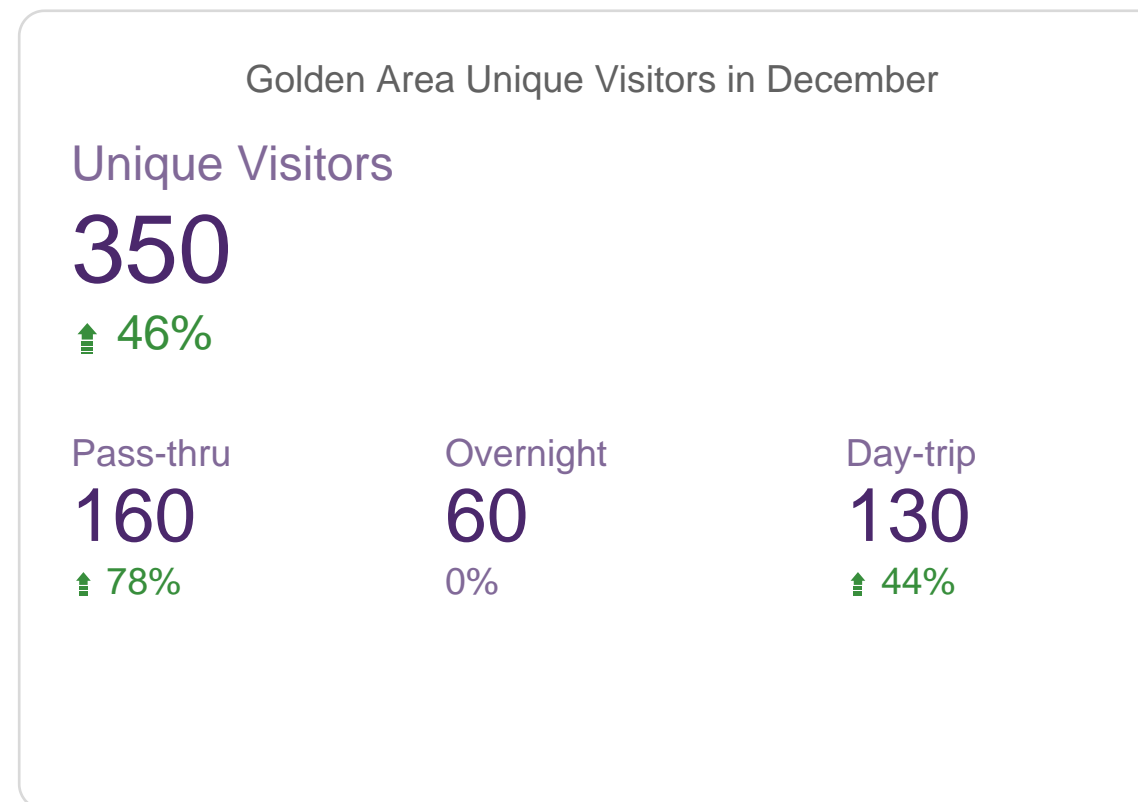 Golden Area Unique Visitors in December
Unique Visitors
350
46%
Pass-thru Overnight Day-trip
160 60 130
78% 0% 44%